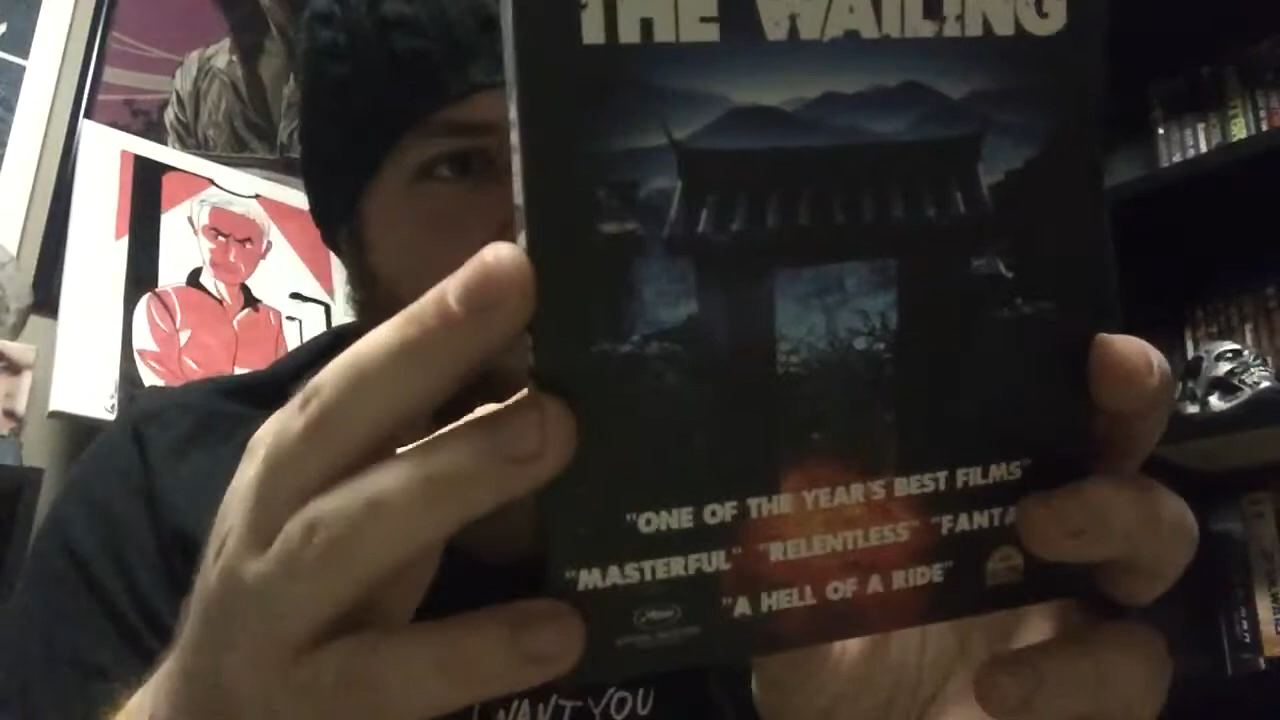 THE WAILING
"ONE OF THE YEAR'S BEST FILMS"
"MASTERFUL" "RELENTLESS" "FANTA
"A HELL OF A RIDE"
WANT YOU